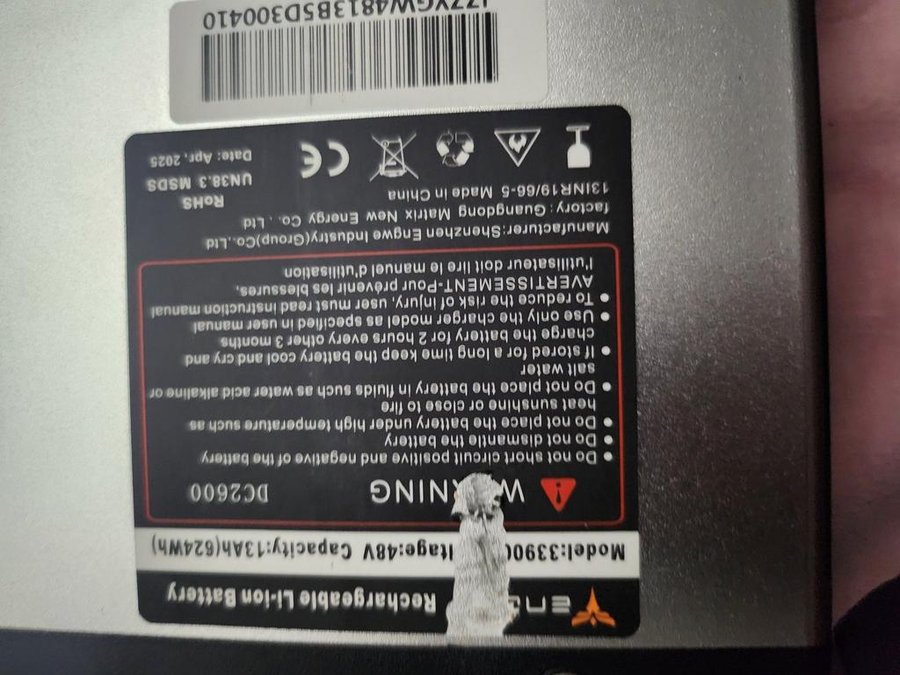 Rechargeable Li-Ion Battery
Model:3390 ltage:48V Capacity:13Ah(624Wh)
W RNING DC2600
● Do not short circuit positive and negative of the battery
● Do not dismantle the battery
● Do not place the battery under high temperature such as
heat sunshine or close to fire
● Do not place the battery in fluids such as water acid alkaline or
salt water
● If stored for a long time keep the battery cool and cry and
charge the battery for 2 hours every other 3 months
● Use only the charger model as specified in user manual
● To reduce the risk of injury, user must read instruction manual
AVERTISSEMENT-Pour prévenir les blessures,
l'utilisateur doit lire le manuel d'utilisation
Manufacturer:Shenzhen Engwe Industry(Group)Co.,Ltd
factory: Guangdong Matrix New Energy Co., Ltd
13INR19/66-5 Made in China
RoHS
UN38.3 MSDS
Date: Apr, 2025
CE
JZZXGW4813B5D300410